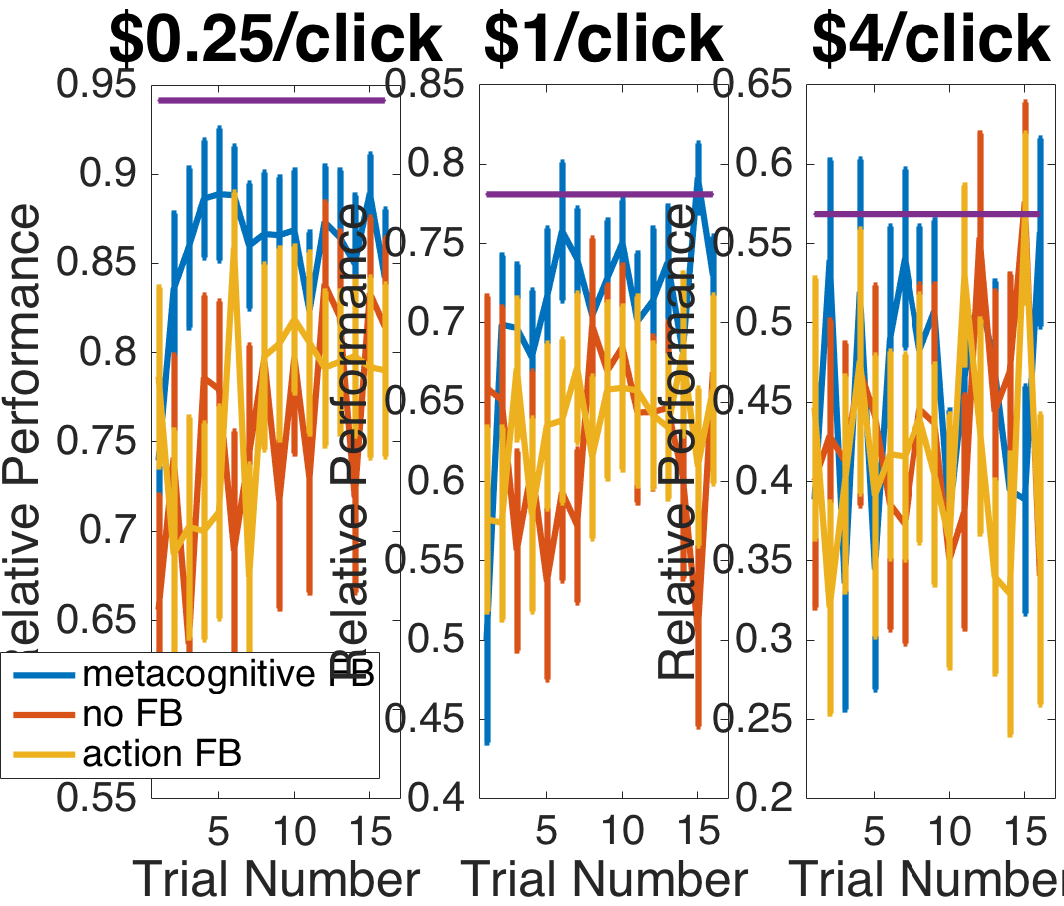 $0.25/click
$1/click
$4/click
0.95
0.9
0.85
0.8
0.75
0.7
0.65
0.55
Relative Performance
5 10 15
Trial Number
metacognitive FB
no FB
action FB
0.85
0.8
0.75
0.7
0.65
0.6
0.55
0.5
0.45
0.4
Relative Performance
5 10 15
Trial Number
0.65
0.6
0.55
0.5
0.45
0.4
0.35
0.3
0.25
0.2
Relative Performance
5 10 15
Trial Number